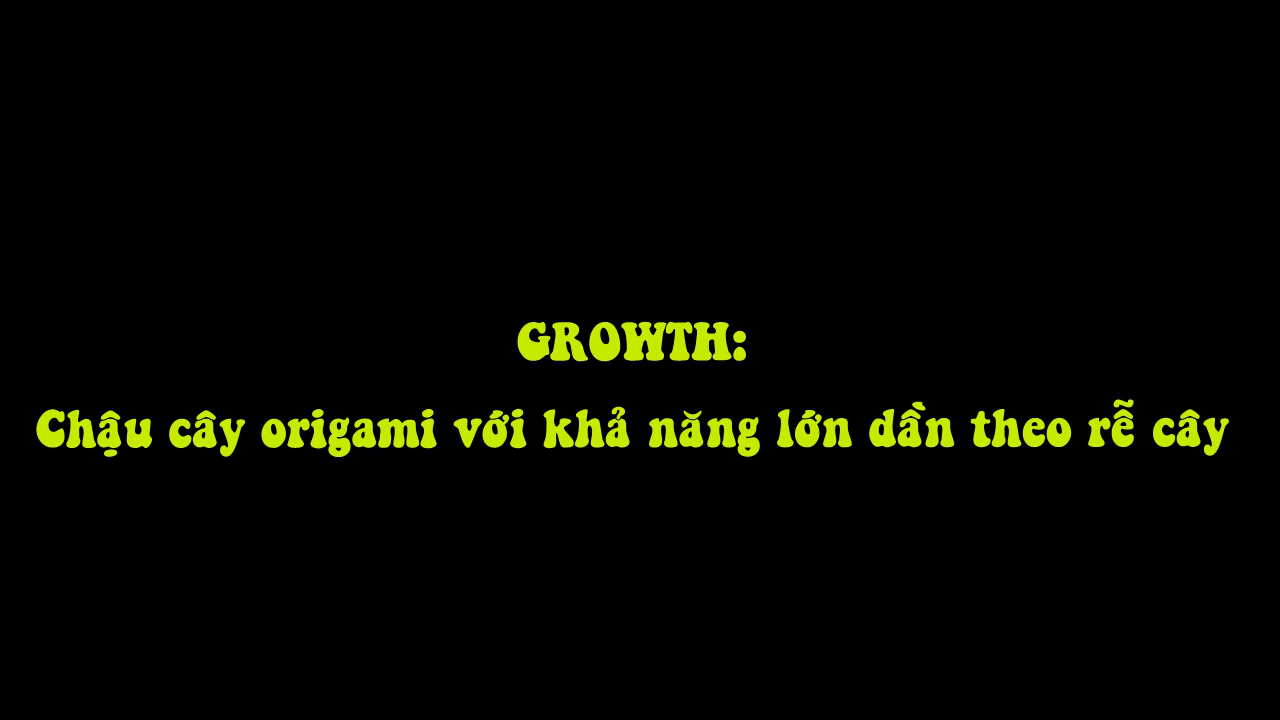 GROWTH:
Chậu cây origami với khả năng lớn dần theo rễ cây